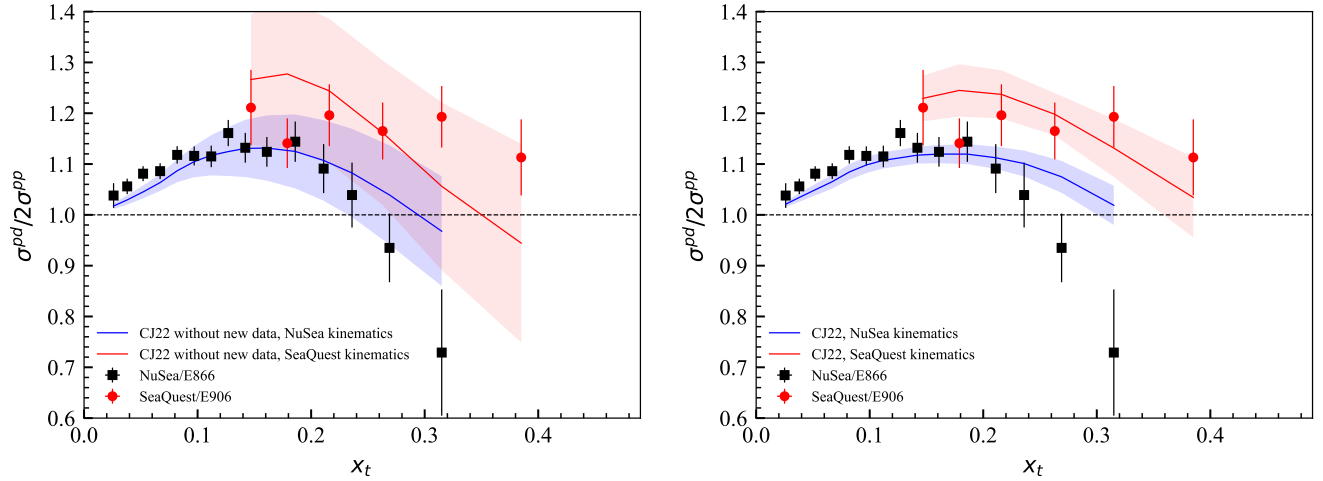 1.4
1.3
1.2
1.1
1.0
0.9
0.8
0.7
0.6
σ^{pd}/2σ^{pp}
CJ22 without new data, NuSea kinematics
CJ22 without new data, SeaQuest kinematics
NuSea/E866
SeaQuest/E906
0.0 0.1 0.2 0.3 0.4
x_t
1.4
1.3
1.2
1.1
1.0
0.9
0.8
0.7
0.6
σ^{pd}/2σ^{pp}
CJ22, NuSea kinematics
CJ22, SeaQuest kinematics
NuSea/E866
SeaQuest/E906
0.0 0.1 0.2 0.3 0.4
x_t